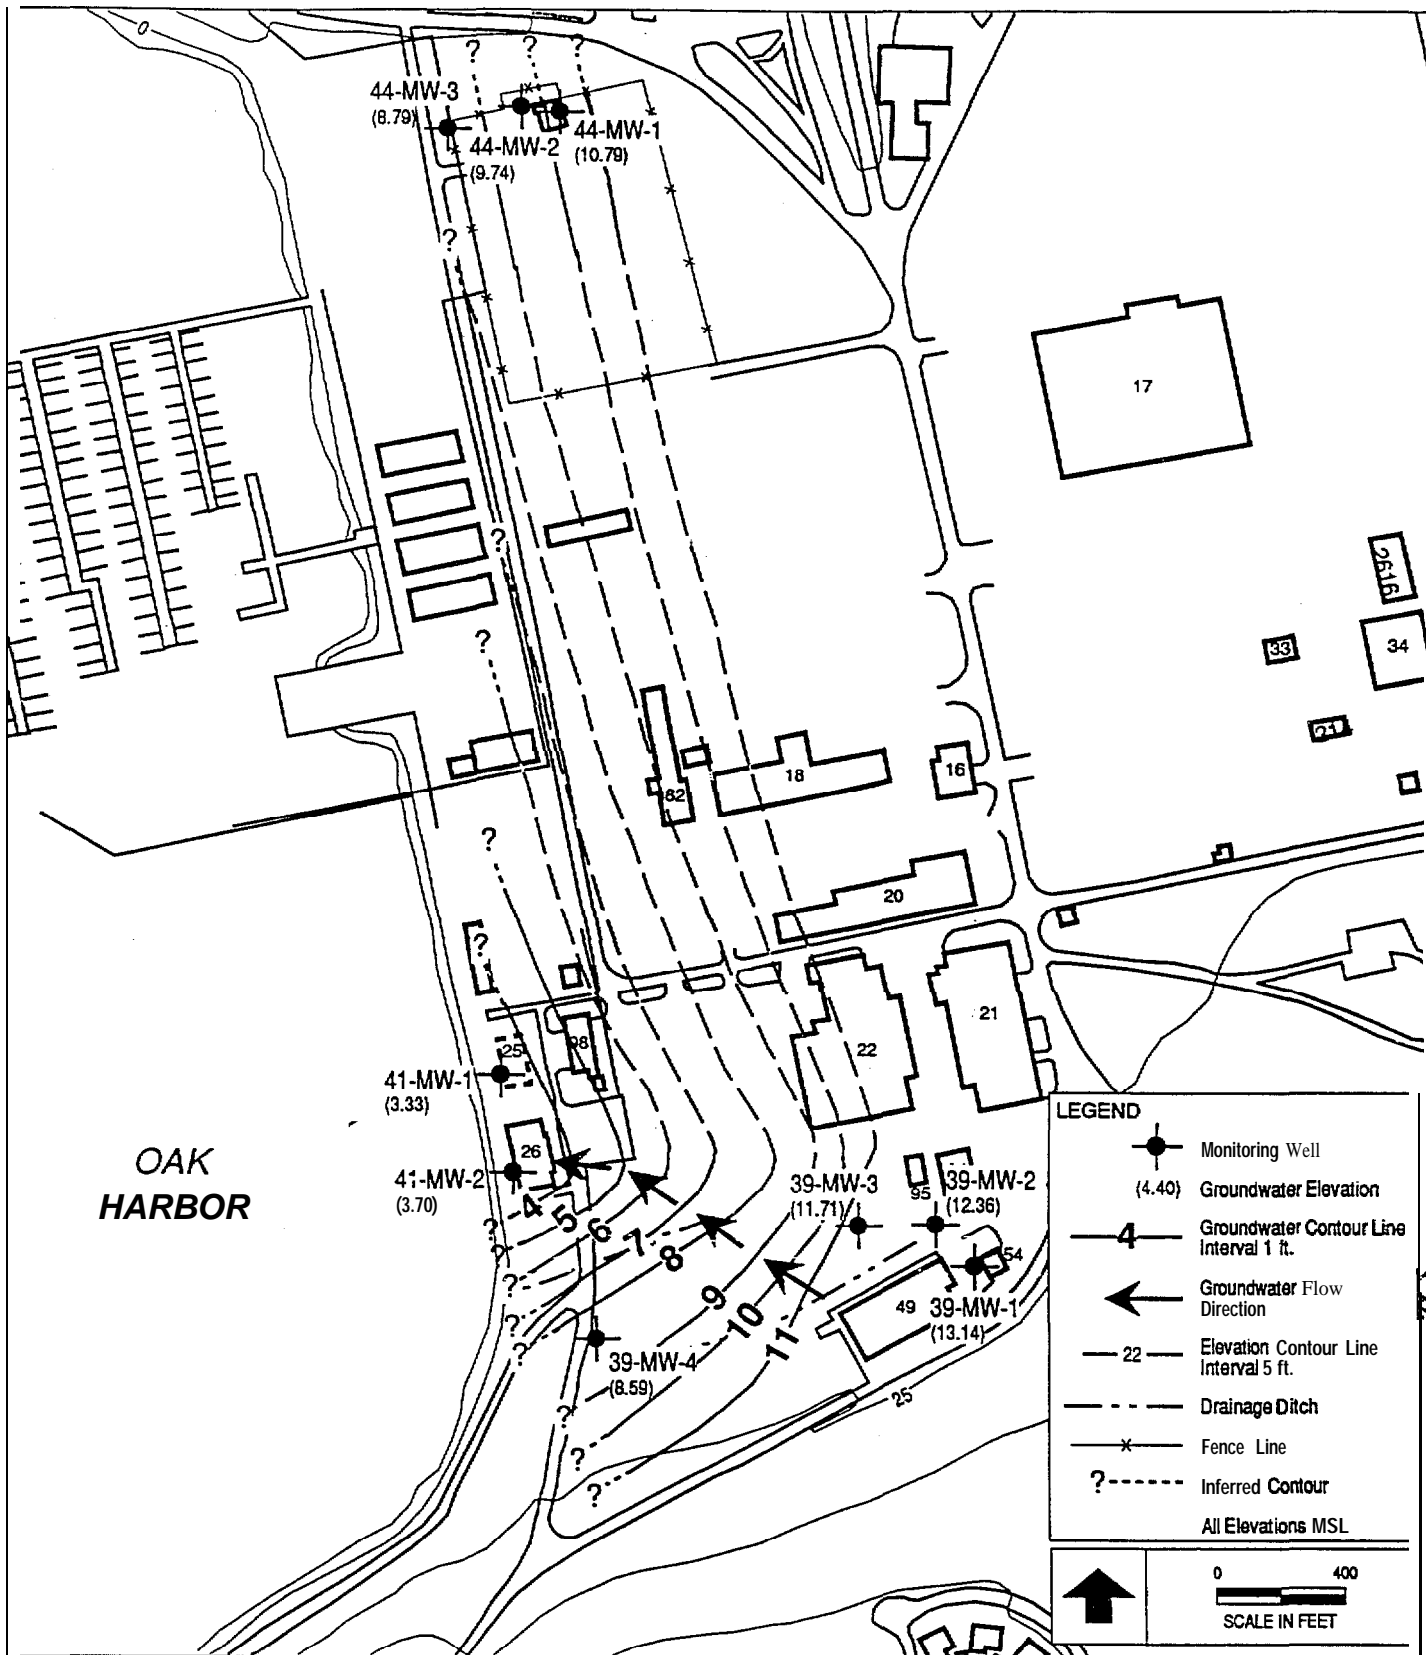 0
?
?
?
44-MW-3
(8.79)
44-MW-2
(9.74)
44-MW-1
(10.79)
?
17
?
2616
33
34
?
21
18
16
82
?
20
?
22
21
25
98
41-MW-1
(3.33)
OAK
HARBOR
26
41-MW-2
(3.70)
39-MW-3
(11.71)
95
39-MW-2
(12.36)
4
5
6
7
8
9
10
11
?
?
?
?
?
54
49
39-MW-1
(13.14)
39-MW-4
(8.59)
25
?
?
?
LEGEND
Monitoring Well
(4.40) Groundwater Elevation
4 Groundwater Contour Line
Interval 1 ft.
Groundwater Flow
Direction
22 Elevation Contour Line
Interval 5 ft.
Drainage Ditch
x Fence Line
? Inferred Contour
All Elevations MSL
0 400
SCALE IN FEET